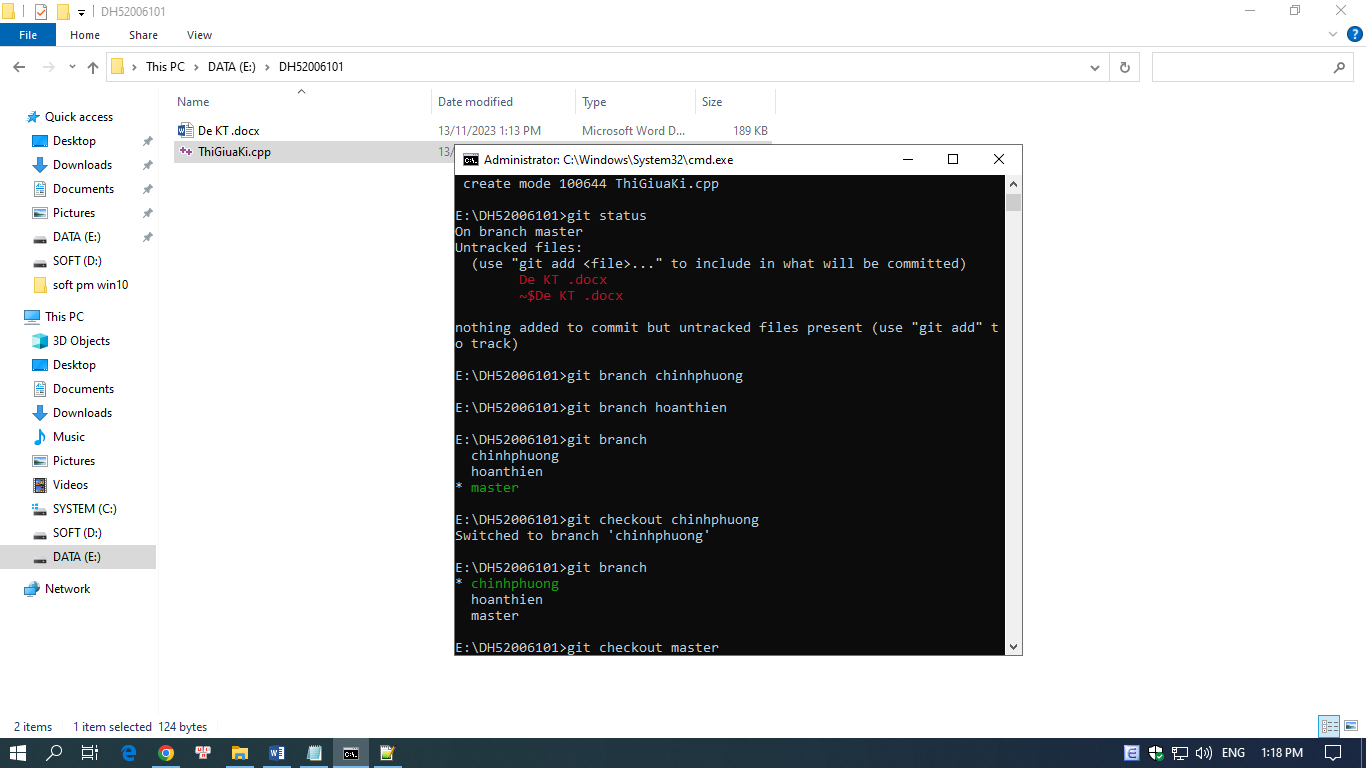 DH52006101
File Home Share View
This PC DATA (E:) DH52006101
Name Date modified Type Size
De KT .docx 13/11/2023 1:13 PM Microsoft Word D... 189 KB
ThiGiuaKi.cpp 13/
Quick access
Desktop
Downloads
Documents
Pictures
DATA (E:)
SOFT (D:)
soft pm win10
This PC
3D Objects
Desktop
Documents
Downloads
Music
Pictures
Videos
SYSTEM (C:)
SOFT (D:)
DATA (E:)
Network
Administrator: C:\Windows\System32\cmd.exe
create mode 100644 ThiGiuaKi.cpp
E:\DH52006101>git status
On branch master
Untracked files:
(use "git add <file>..." to include in what will be committed)
De KT .docx
~$De KT .docx
nothing added to commit but untracked files present (use "git add" t
o track)
E:\DH52006101>git branch chinhphuong
E:\DH52006101>git branch hoanthien
E:\DH52006101>git branch
chinhphuong
hoanthien
* master
E:\DH52006101>git checkout chinhphuong
Switched to branch 'chinhphuong'
E:\DH52006101>git branch
* chinhphuong
hoanthien
master
E:\DH52006101>git checkout master
2 items 1 item selected 124 bytes
ENG 1:18 PM